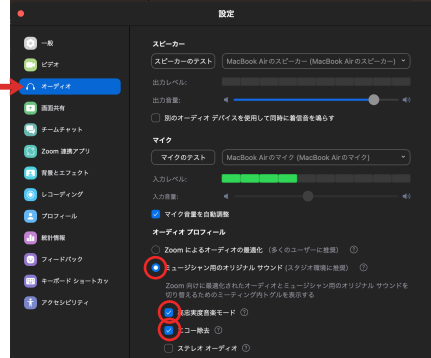 設定
一般
ビデオ
オーディオ
画面共有
チームチャット
Zoom 連携アプリ
背景とエフェクト
レコーディング
プロフィール
統計情報
フィードバック
キーボード ショートカッ
アクセシビリティ
スピーカー
スピーカーのテスト
MacBook Airのスピーカー (MacBook Airのスピーカー)
出力レベル:
出力音量:
別のオーディオ デバイスを使用して同時に着信音を鳴らす
マイク
マイクのテスト
MacBook Airのマイク (MacBook Airのマイク)
入力レベル:
入力音量:
マイク音量を自動調整
オーディオ プロフィール
Zoom によるオーディオの最適化 (多くのユーザーに推奨)
ミュージシャン用のオリジナル サウンド (スタジオ環境に推奨)
Zoom 向けに最適化されたオーディオとミュージシャン用のオリジナル サウンドを
切り替えるためのミーティング内トグルを表示する
忠実度音楽モード
エコー除去
ステレオ オーディオ